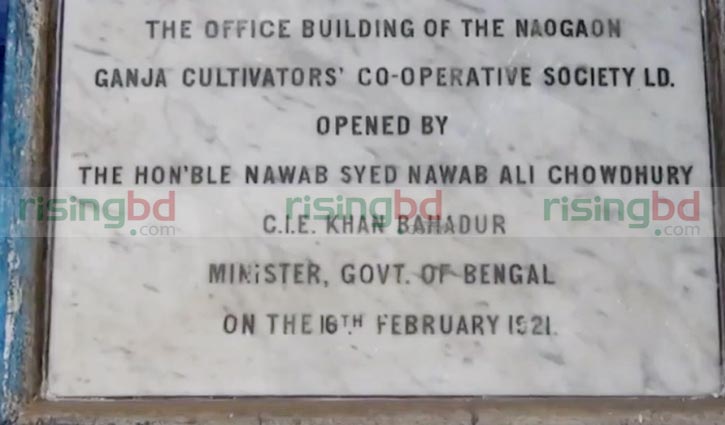 THE OFFICE BUILDING OF THE NAOGAON
GANJA CULTIVATORS' CO-OPERATIVE SOCIETY LD.
OPENED BY
THE HON'BLE NAWAB SYED NAWAB ALI CHOWDHURY
risingbd.com risingbd.com risingbd.com
C.I.E. KHAN BAHADUR
MINISTER, GOVT. OF BENGAL
ON THE 16TH FEBRUARY 1921.